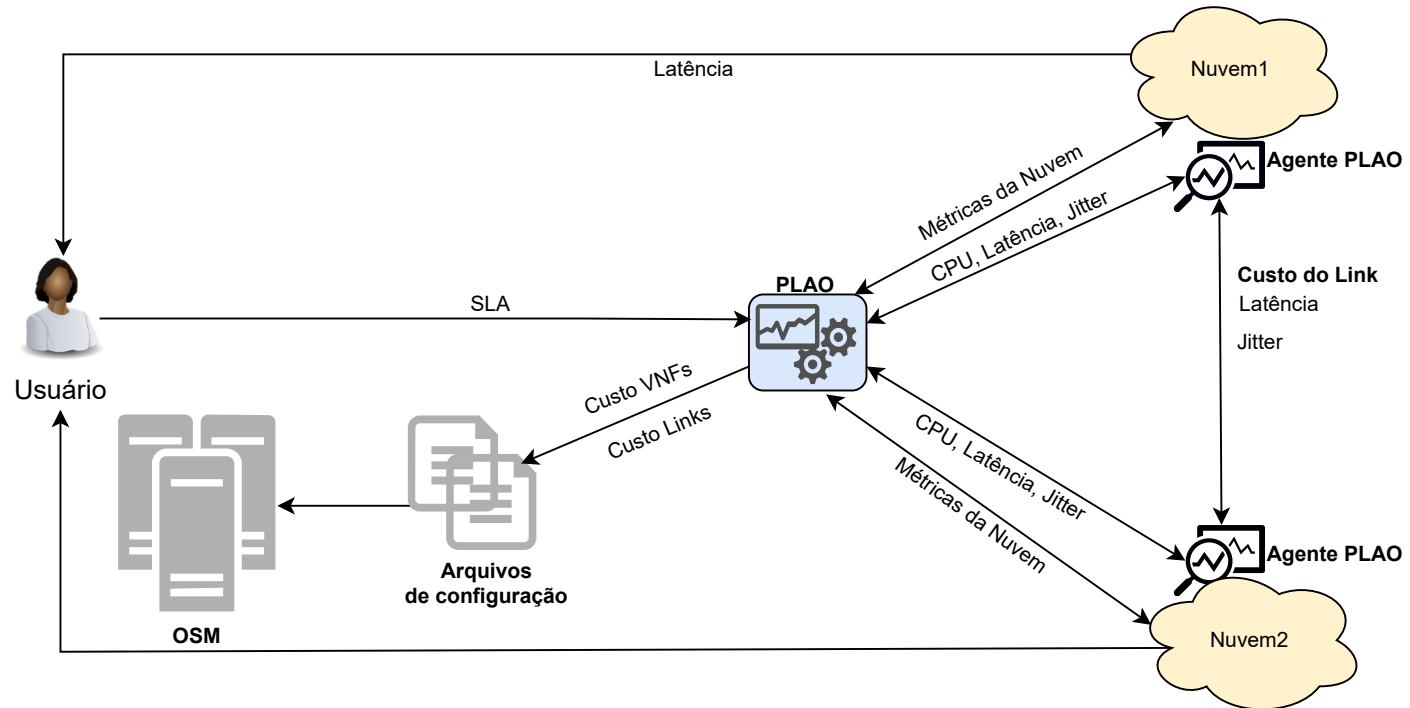 Nuvem1
Latência
Agente PLAO
Métricas da Nuvem
CPU, Latência, Jitter
Custo do Link
Latência
Jitter
PLAO
SLA
Usuário
Custo VNFs
Custo Links
CPU, Latência, Jitter
Métricas da Nuvem
Agente PLAO
Arquivos
de configuração
OSM
Nuvem2